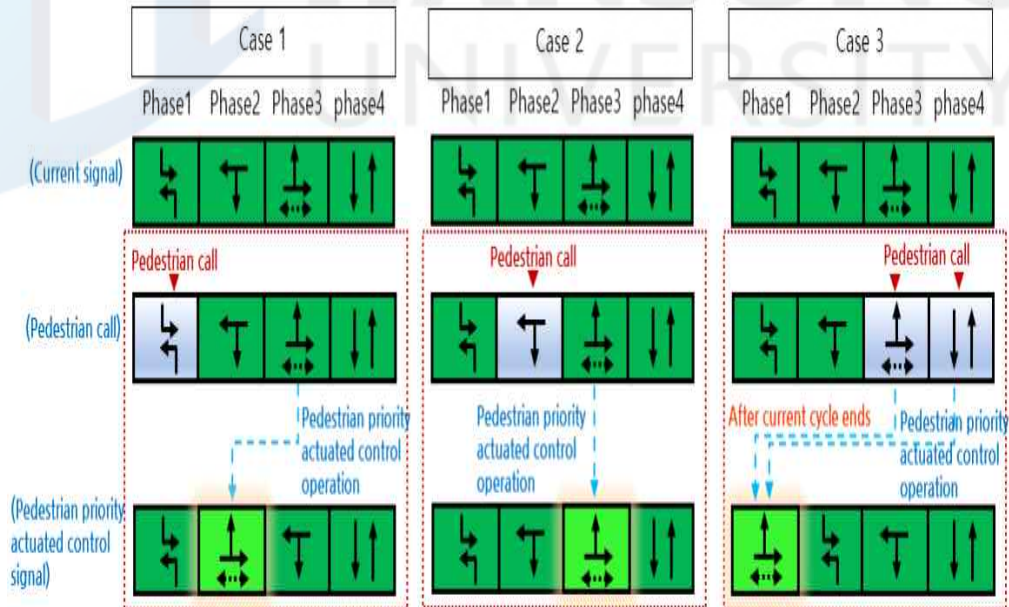 UNIVERSITY
Case 1
Case 2
Case 3
Phase1 Phase2 Phase3 phase4
Phase1 Phase2 Phase3 phase4
Phase1 Phase2 Phase3 phase4
(Current signal)
Pedestrian call
Pedestrian call
Pedestrian call
(Pedestrian call)
Pedestrian priority
actuated control
operation
Pedestrian priority
actuated control
operation
After current cycle ends
Pedestrian priority
actuated control
operation
(Pedestrian priority
actuated control
signal)